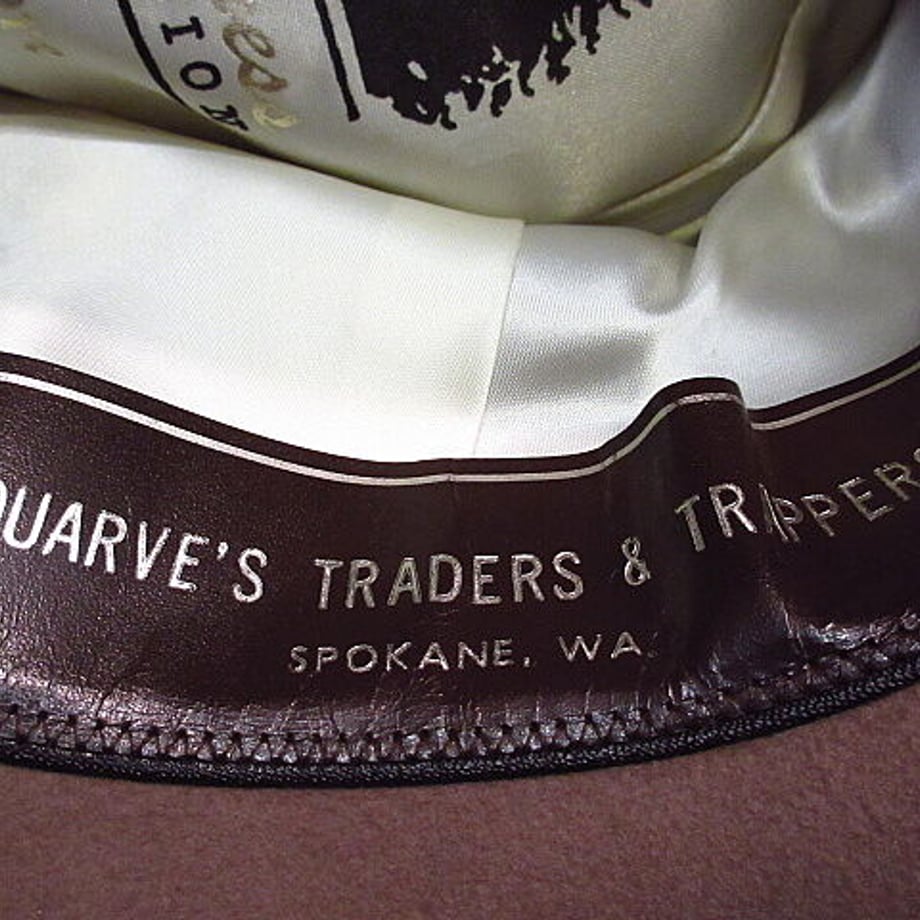 QUARVE'S TRADERS & TRAPPERS
SPOKANE, WA.